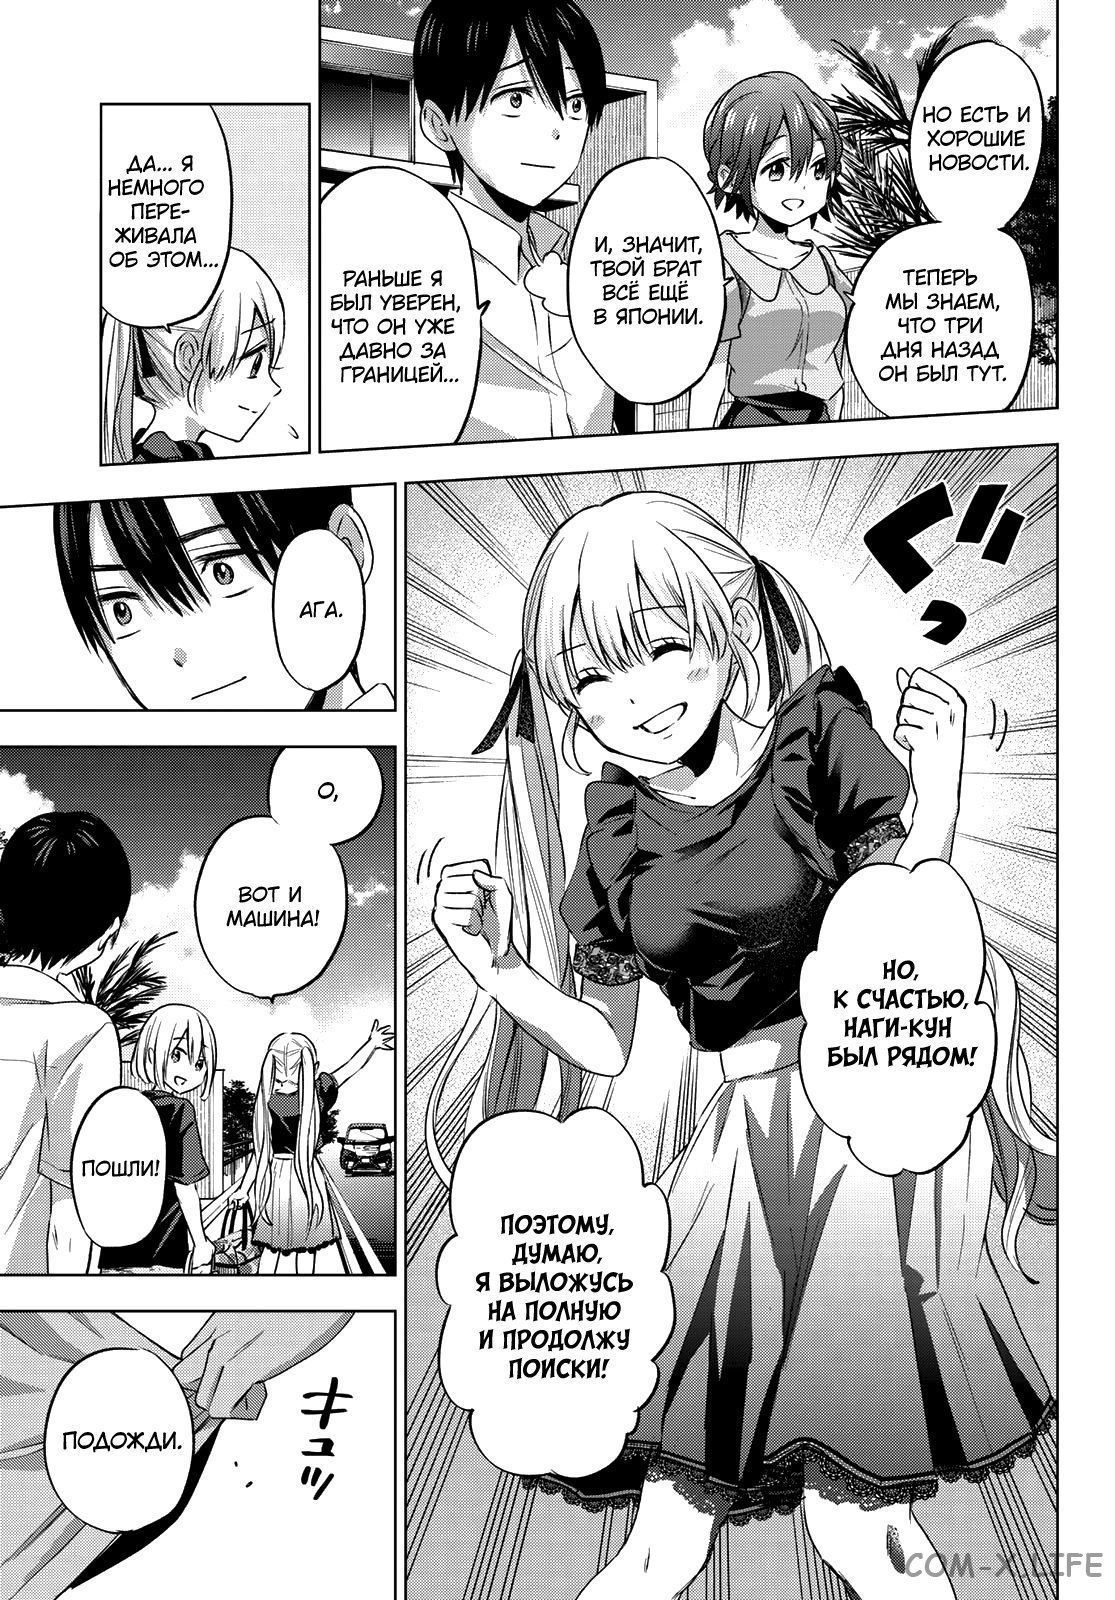 НО ЕСТЬ И
ХОРОШИЕ
НОВОСТИ.
ТЕПЕРЬ
МЫ ЗНАЕМ,
ЧТО ТРИ
ДНЯ НАЗАД
ОН БЫЛ ТУТ.
И, ЗНАЧИТ,
ТВОЙ БРАТ
ВСЁ ЕЩЁ
В ЯПОНИИ.
РАНЬШЕ Я
БЫЛ УВЕРЕН,
ЧТО ОН УЖЕ
ДАВНО ЗА
ГРАНИЦЕЙ...
ДА... Я
НЕМНОГО
ПЕРЕ-
ЖИВАЛА
ОБ ЭТОМ...
グッ
НО,
К СЧАСТЬЮ,
НАГИ-КУН
БЫЛ РЯДОМ!
ПОЭТОМУ,
ДУМАЮ,
Я ВЫЛОЖУСЬ
НА ПОЛНУЮ
И ПРОДОЛЖУ
ПОИСКИ!
АГА.
О,
ВОТ И
МАШИНА!
ПОШЛИ!
キュッ
ПОДОЖДИ.
COM-X.LIFE